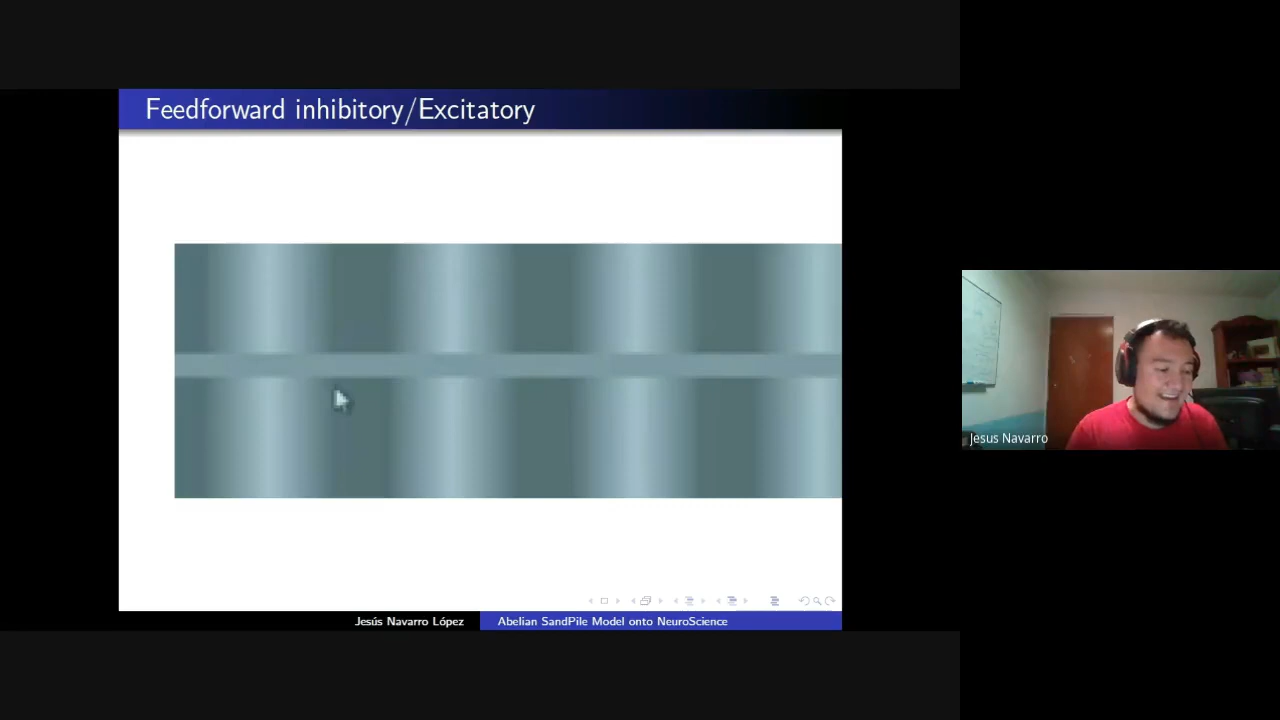 Feedforward inhibitory/Excitatory
Jesus Navarro
Jesús Navarro López
Abelian SandPile Model onto NeuroScience